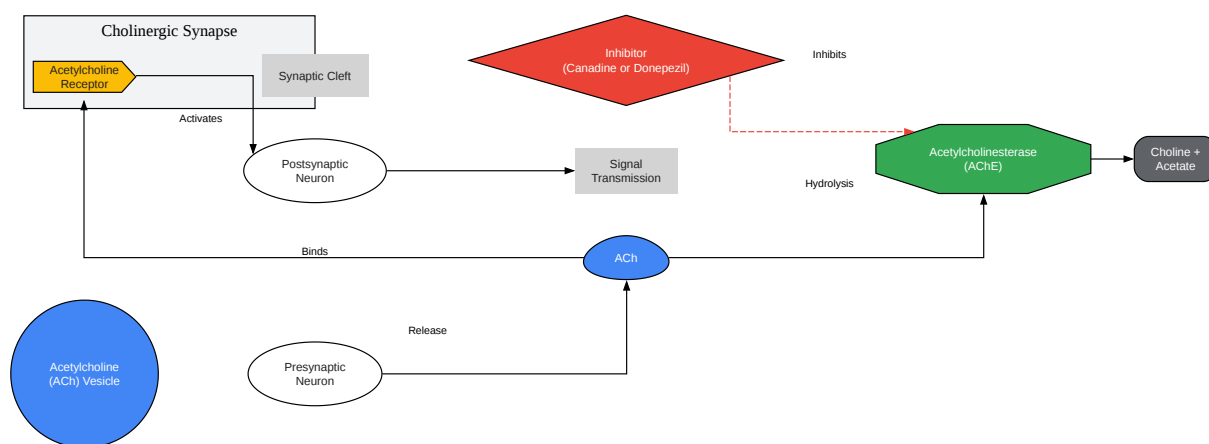 Cholinergic Synapse
Acetylcholine
Receptor
Synaptic Cleft
Inhibitor
(Canadine or Donepezil)
Inhibits
Activates
Postsynaptic
Neuron
Signal
Transmission
Acetylcholinesterase
(AChE)
Choline +
Acetate
Hydrolysis
Binds
ACh
Release
Acetylcholine
(ACh) Vesicle
Presynaptic
Neuron